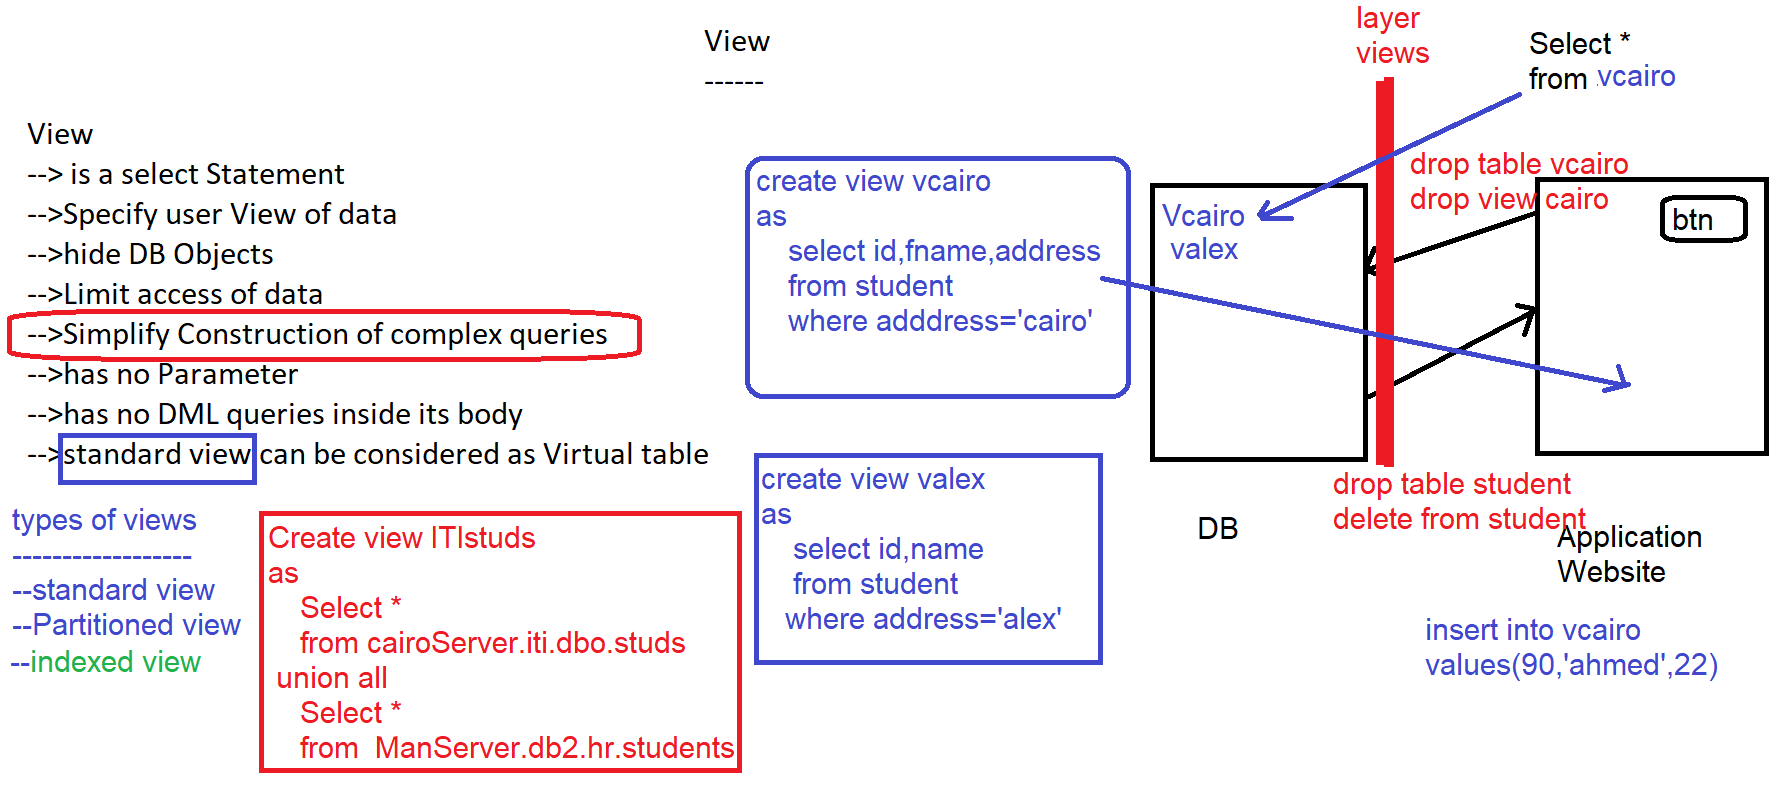 View
------
View
--> is a select Statement
-->Specify user View of data
-->hide DB Objects
-->Limit access of data
-->Simplify Construction of complex queries
-->has no Parameter
-->has no DML queries inside its body
-->standard view can be considered as Virtual table
types of views
------------------
--standard view
--Partitioned view
--indexed view
Create view ITIstuds
as
Select *
from cairoServer.iti.dbo.studs
union all
Select *
from ManServer.db2.hr.students
create view vcairo
as
select id,fname,address
from student
where adddress='cairo'
create view valex
as
select id,name
from student
where address='alex'
layer
views
Select *
from vcairo
drop table vcairo
drop view cairo
Vcairo
valex
btn
DB
drop table student
delete from student
Application
Website
insert into vcairo
values(90,'ahmed',22)